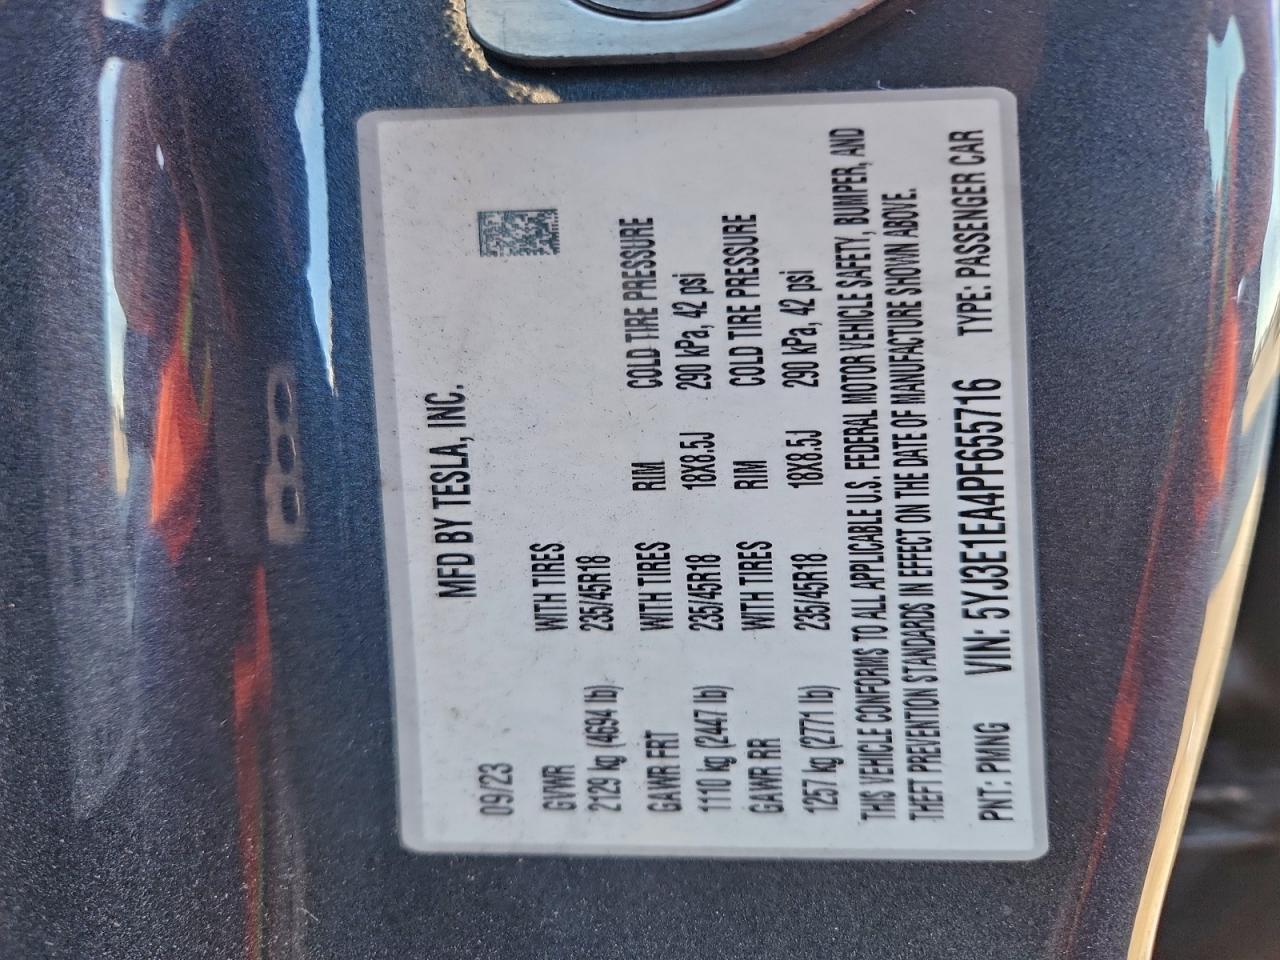 MFD BY TESLA, INC.
09/23
GVWR WITH TIRES
2129 kg (4694 lb) 235/45R18
GAWR FRT WITH TIRES RIM COLD TIRE PRESSURE
1110 kg (2447 lb) 235/45R18 18X8.5J 290 kPa, 42 psi
GAWR RR WITH TIRES RIM COLD TIRE PRESSURE
1257 kg (2771 lb) 235/45R18 18X8.5J 290 kPa, 42 psi
THIS VEHICLE CONFORMS TO ALL APPLICABLE U.S. FEDERAL MOTOR VEHICLE SAFETY, BUMPER, AND
THEFT PREVENTION STANDARDS IN EFFECT ON THE DATE OF MANUFACTURE SHOWN ABOVE.
PNT: PMNG VIN: 5YJ3E1EA4PF655716 TYPE: PASSENGER CAR